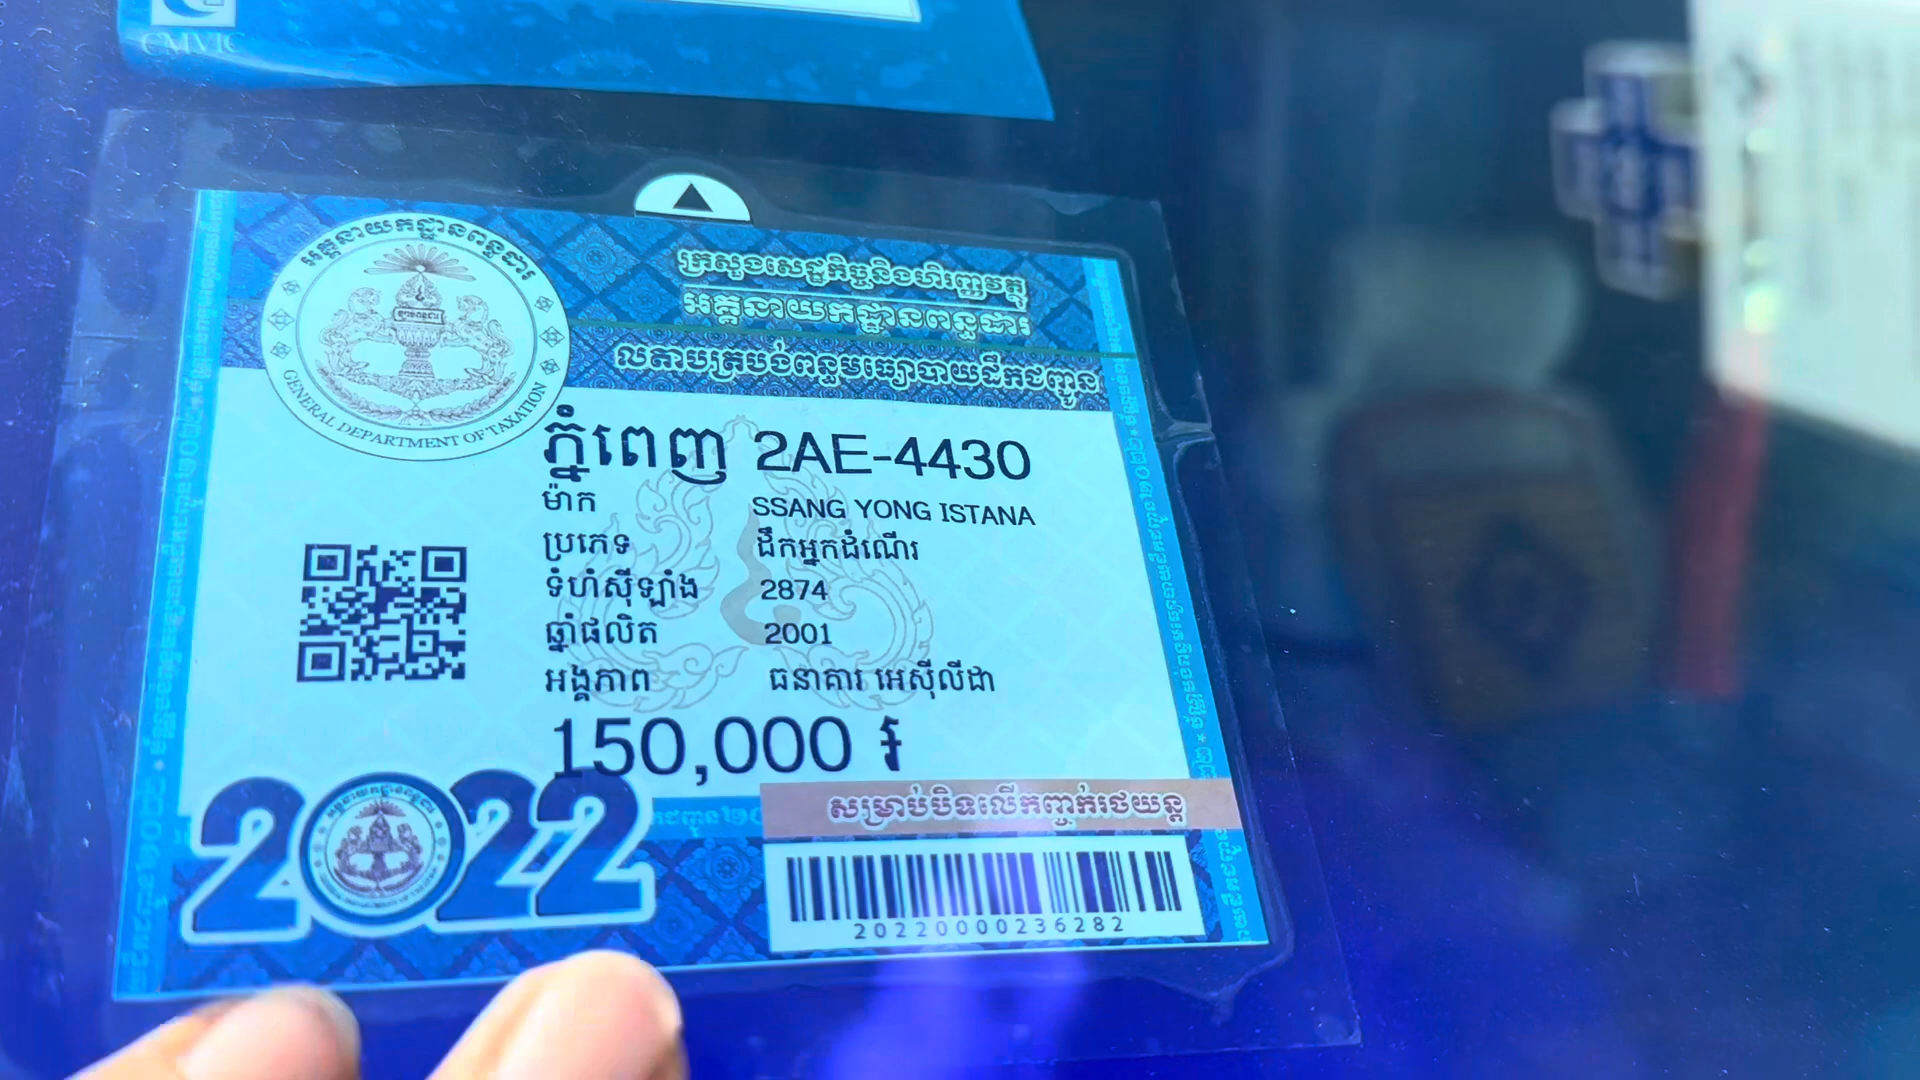 CMVIC
អគ្គនាយកដ្ឋានពន្ធដារ
GENERAL DEPARTMENT OF TAXATION
ក្រសួងសេដ្ឋកិច្ចនិងហិរញ្ញវត្ថុ
អគ្គនាយកដ្ឋានពន្ធដារ
លតាបត្របង់ពន្ធមធ្យោបាយដឹកជញ្ជូន
ភ្នំពេញ 2AE-4430
ម៉ាក SSANG YONG ISTANA
ប្រភេទ ដឹកអ្នកដំណើរ
ទំហំស៊ីឡាំង 2874
ឆ្នាំផលិត 2001
អង្គភាព ធនាគារ អេស៊ីលីដា
150,000 ៛
2022
សម្រាប់បិទលើកញ្ចក់រថយន្ត
20220000236282